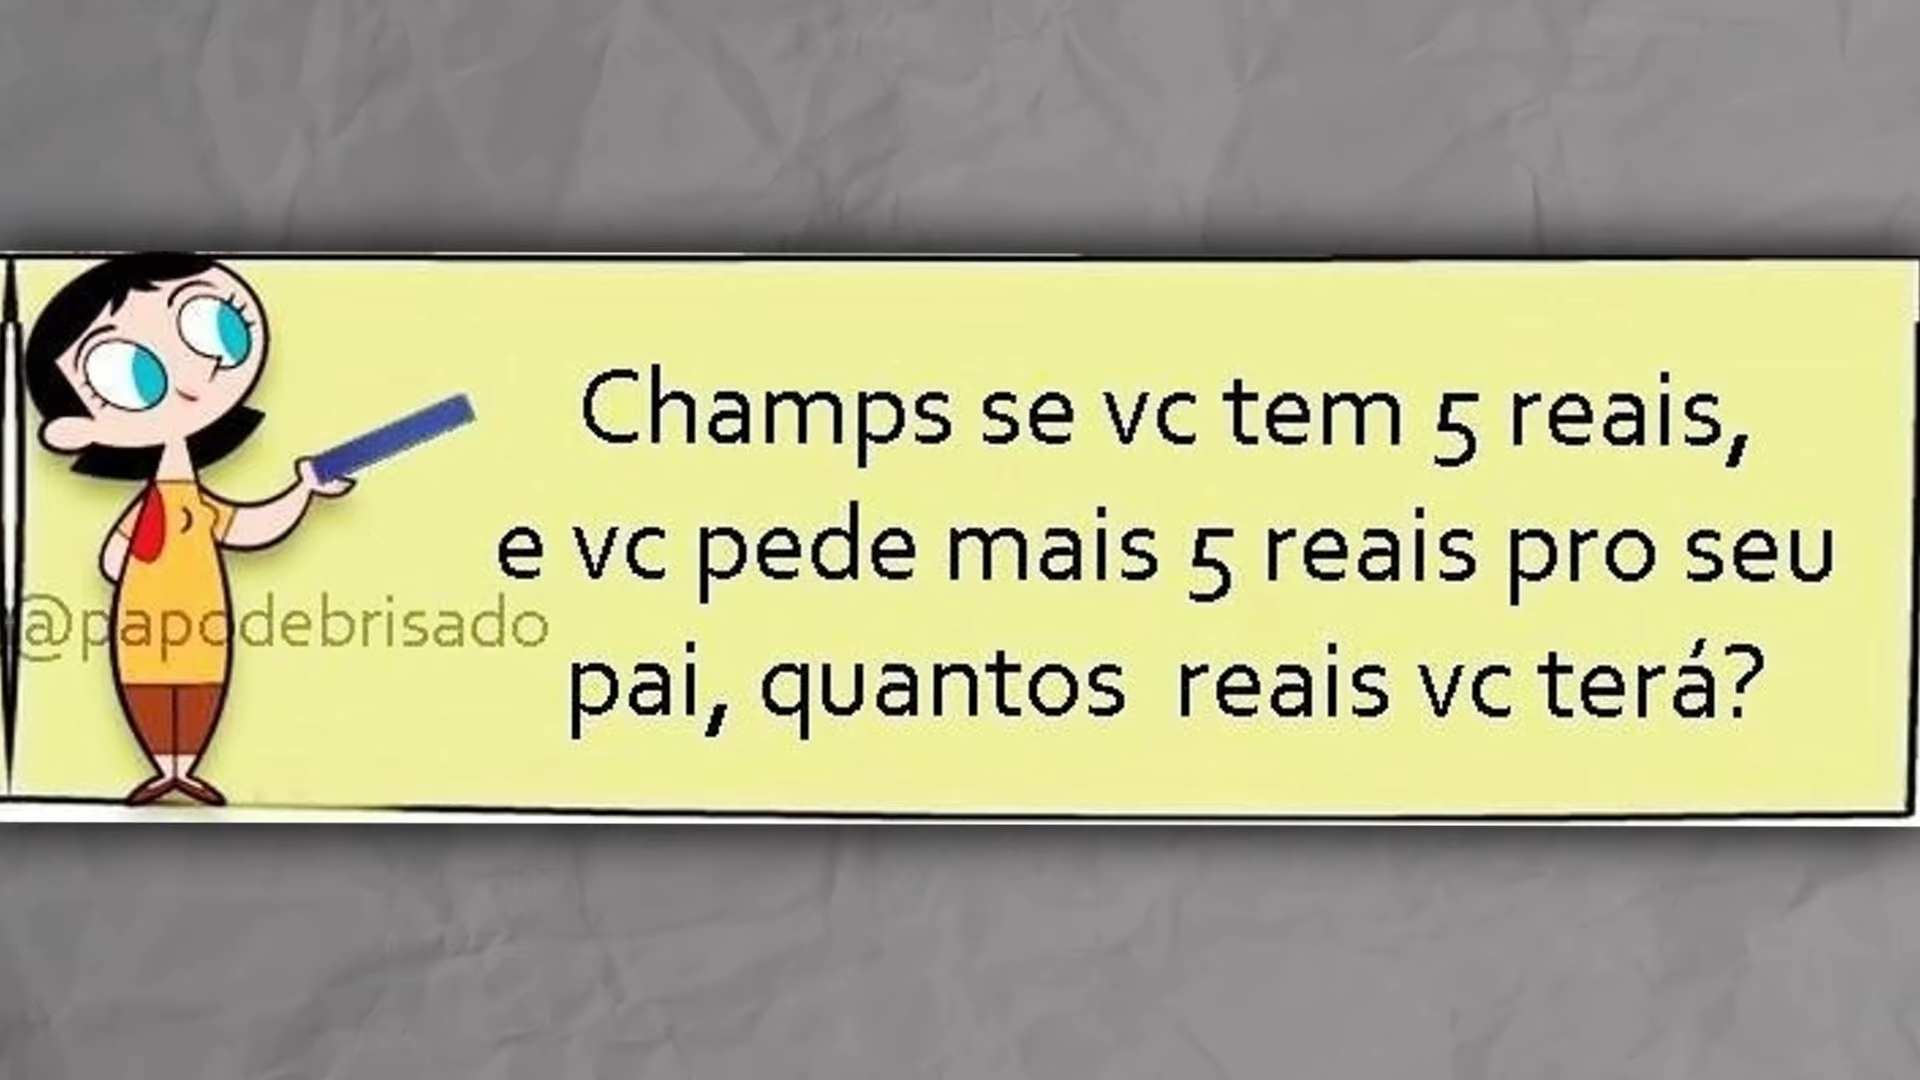 Champs se vc tem 5 reais,
e vc pede mais 5 reais pro seu
@papodebrisado
pai, quantos reais vc terá?